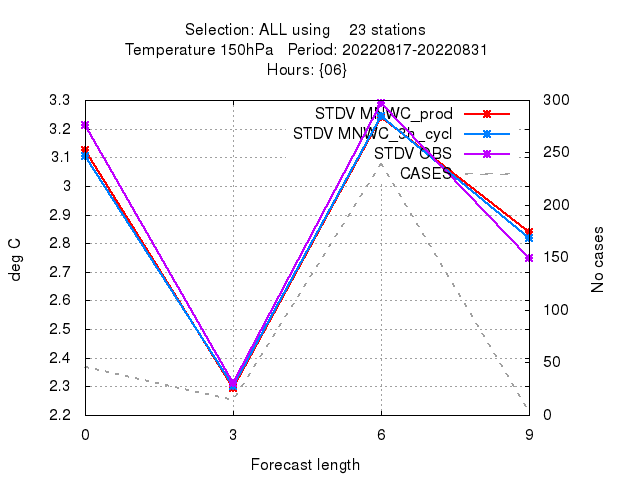 Selection: ALL using    23 stations
Temperature 150hPa   Period: 20220817-20220831
Hours: {06}
3.3
3.2
3.1
3
2.9
2.8
2.7
2.6
2.5
2.4
2.3
2.2
deg C
STDV MNWC_prod
STDV MNWC_3h_cycl
STDV OBS
CASES
300
250
200
150
100
50
0
No cases
0
3
6
9
Forecast length